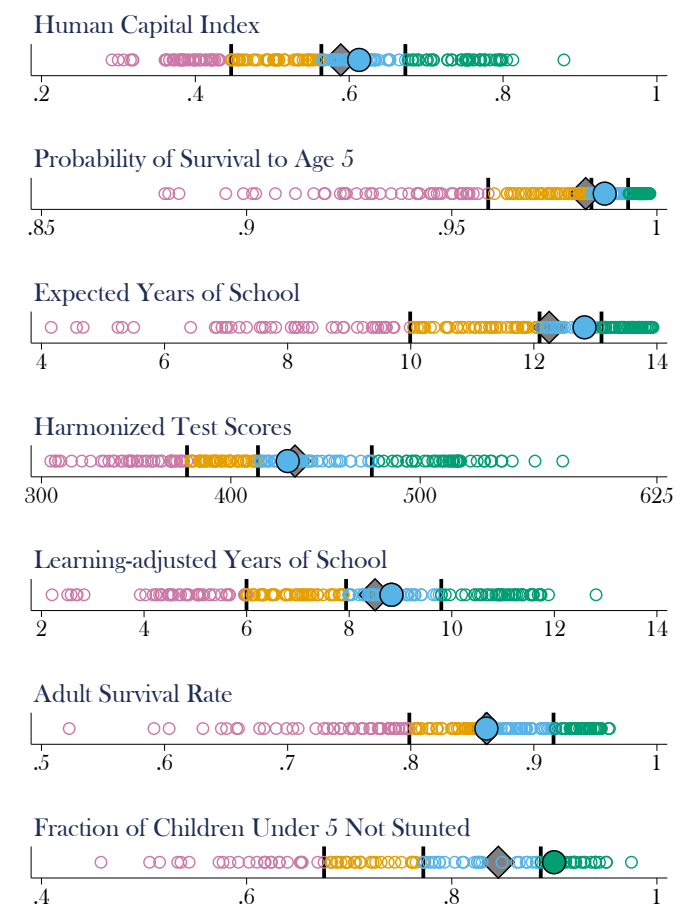 Human Capital Index
.2 .4 .6 .8 1
Probability of Survival to Age 5
.85 .9 .95 1
Expected Years of School
4 6 8 10 12 14
Harmonized Test Scores
300 400 500 625
Learning-adjusted Years of School
2 4 6 8 10 12 14
Adult Survival Rate
.5 .6 .7 .8 .9 1
Fraction of Children Under 5 Not Stunted
.4 .6 .8 1